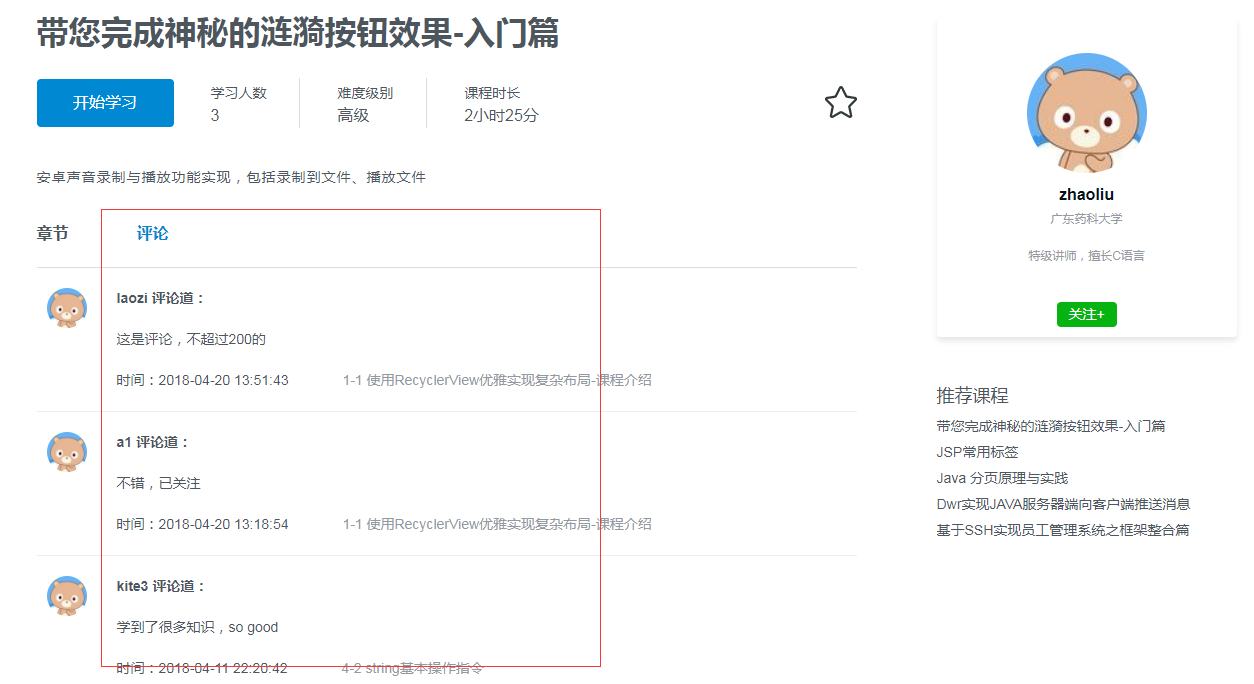 带您完成神秘的涟漪按钮效果-入门篇
开始学习
学习人数
3
难度级别
高级
课程时长
2小时25分
安卓声音录制与播放功能实现，包括录制到文件、播放文件
章节 评论
laozi 评论道：
这是评论，不超过200的
时间：2018-04-20 13:51:43 1-1 使用RecyclerView优雅实现复杂布局-课程介绍
a1 评论道：
不错，已关注
时间：2018-04-20 13:18:54 1-1 使用RecyclerView优雅实现复杂布局-课程介绍
kite3 评论道：
学到了很多知识，so good
时间：2018-04-11 22:20:42 4-2 string基本操作指令
zhaoliu
广东药科大学
特级讲师，擅长C语言
关注+
推荐课程
带您完成神秘的涟漪按钮效果-入门篇
JSP常用标签
Java 分页原理与实践
Dwr实现JAVA服务器端向客户端推送消息
基于SSH实现员工管理系统之框架整合篇